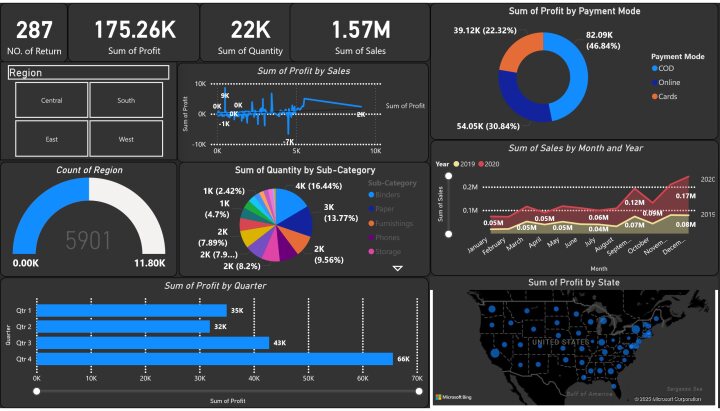 287
NO. of Return
175.26K
Sum of Profit
22K
Sum of Quantity
1.57M
Sum of Sales
Region
Central
South
East
West
Sum of Profit by Sales
Sum of Profit
10K
0K
-10K
9K
0K
0K
0K
-1K
-7K
2K
Sum of Profit
0K
5K
10K
Sum of Profit by Payment Mode
39.12K (22.32%)
82.09K
(46.84%)
54.05K (30.84%)
Payment Mode
COD
Online
Cards
Count of Region
5901
0.00K
11.80K
Sum of Quantity by Sub-Category
1K (2.42%)
1K
(4.7%)
2K
(7.89%)
2K (7.9...)
2K (8.2%)
4K (16.44%)
3K
(13.77%)
2K
(9.56%)
Sub-Category
Binders
Paper
Furnishings
Phones
Storage
Sum of Sales by Month and Year
Year
2019
2020
Sum of Sales
0.2M
0.1M
0.05M
0.05M
0.05M
0.06M
0.04M
0.12M
0.07M
0.09M
0.17M
0.08M
2020
2019
January
February
March
April
May
June
July
August
Septem...
October
Novem...
Decem...
Month
Sum of Profit by Quarter
Quarter
Qtr 1
35K
Qtr 2
32K
Qtr 3
43K
Qtr 4
66K
0K
10K
20K
30K
40K
50K
60K
70K
Sum of Profit
Sum of Profit by State
UNITED STATES
Gulf of America
Sargasso Sea
Microsoft Bing
© 2025 Microsoft Corporation